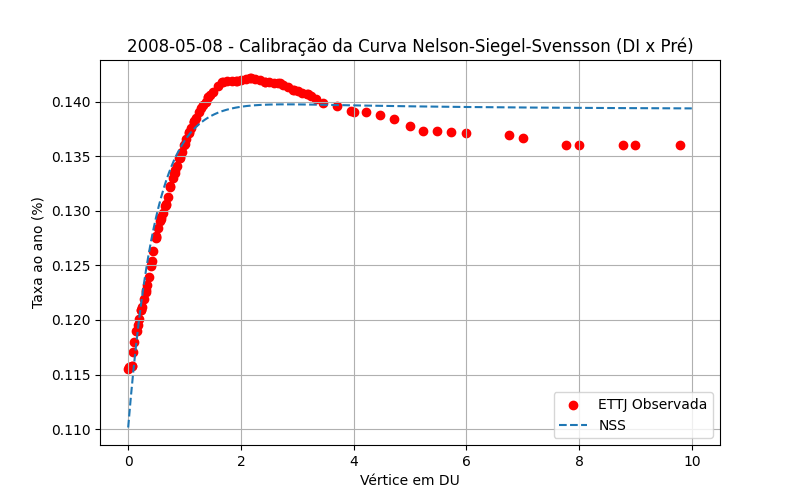 2008-05-08 - Calibração da Curva Nelson-Siegel-Svensson (DI x Pré)
Taxa ao ano (%)
0.140
0.135
0.130
0.125
0.120
0.115
0.110
0 2 4 6 8 10
Vértice em DU
ETTJ Observada
NSS